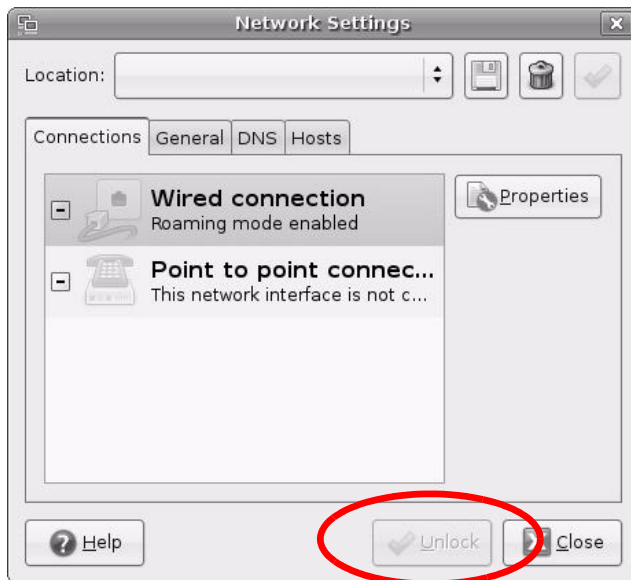 Network Settings
Location:
Connections General DNS Hosts
Wired connection
Roaming mode enabled
Properties
Point to point connec...
This network interface is not c...
Help Unlock Close